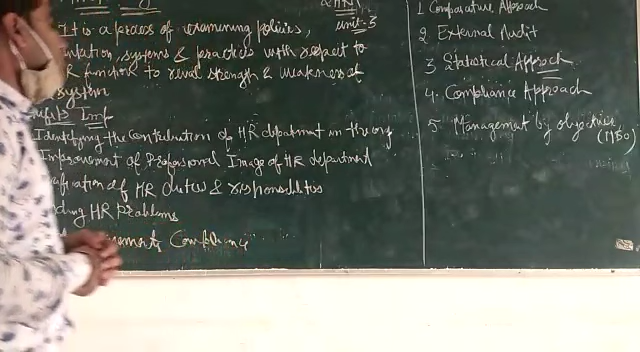 HRM
unit-3
It is a process of examining policies,
systems & practices with respect to
function to reveal strength & weakness of
system
Imp
Identifying the Contribution of HR department in the org
Improvement of Professional Image of HR department
of HR duties & responsibilities
HR Problems
Compliance
1 Comparative Approach
2 External Audit
3 Statistical Approach
4. Compliance Approach
5. Management by objective
(MBO)